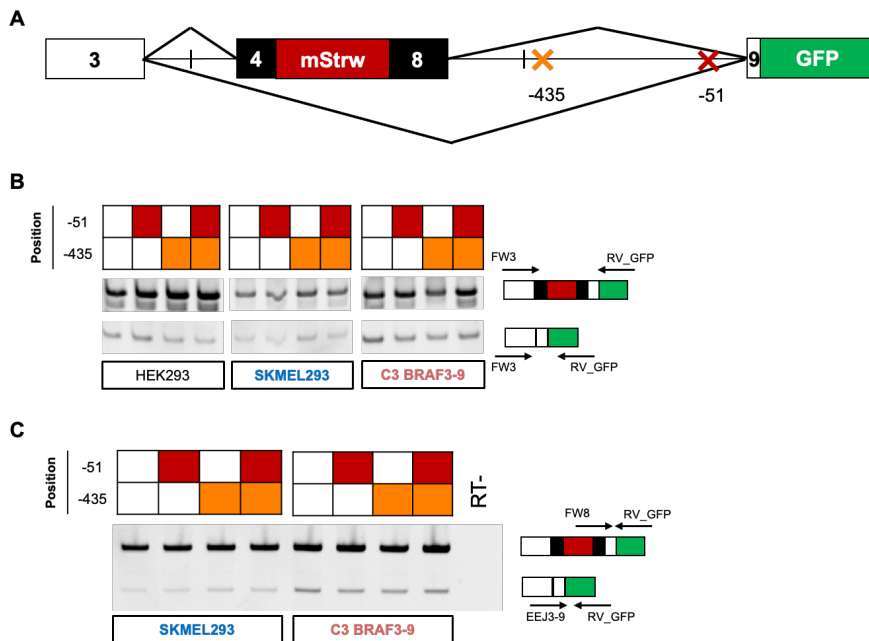 A
3
4
mStrw
8
9
GFP
-435
-51
B
Position
-51
-435
FW3
RV_GFP
FW3
RV_GFP
HEK293
SKMEL293
C3 BRAF3-9
C
Position
-51
-435
RT-
FW8
RV_GFP
EEJ3-9
RV_GFP
SKMEL293
C3 BRAF3-9